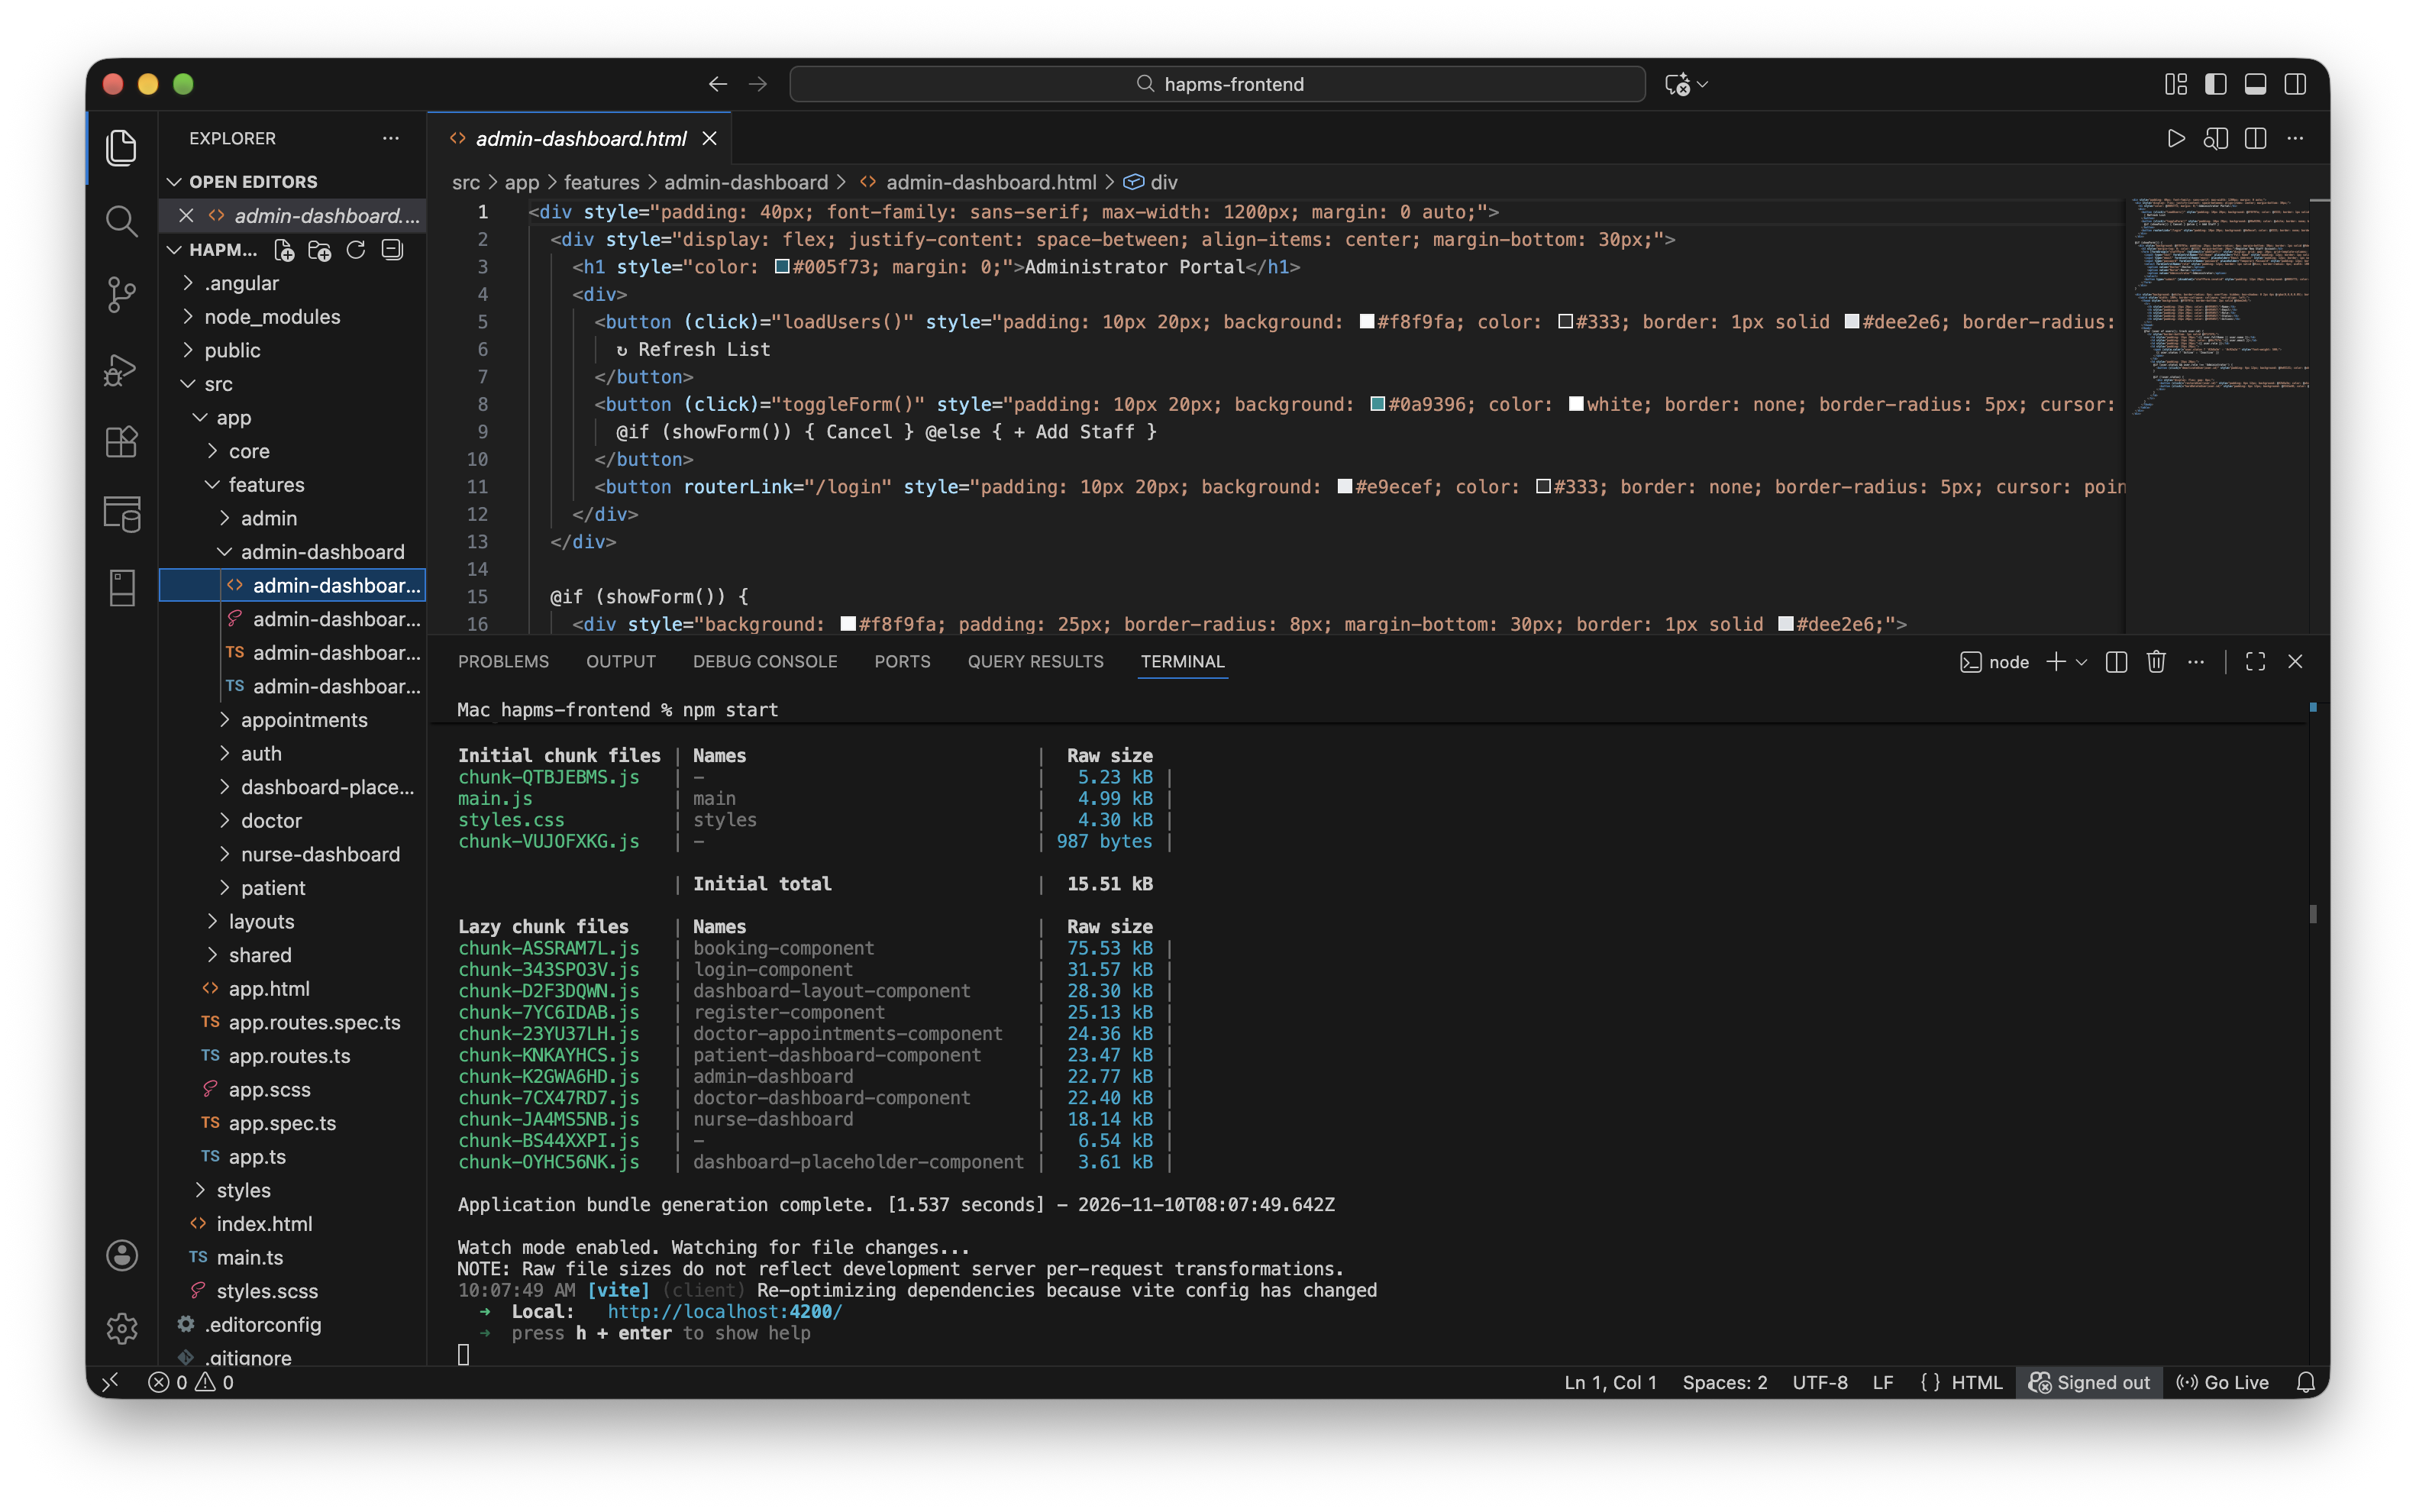 hapms-frontend
EXPLORER
OPEN EDITORS
admin-dashboard....
HAPM...
.angular
node_modules
public
src
app
core
features
admin
admin-dashboard
admin-dashboar...
admin-dashboar...
TS admin-dashboar...
TS admin-dashboar...
appointments
auth
dashboard-place...
doctor
nurse-dashboard
patient
layouts
shared
app.html
TS app.routes.spec.ts
TS app.routes.ts
app.scss
TS app.spec.ts
TS app.ts
styles
index.html
TS main.ts
styles.scss
.editorconfig
.gitignore
admin-dashboard.html
src > app > features > admin-dashboard > admin-dashboard.html > div
1 <div style="padding: 40px; font-family: sans-serif; max-width: 1200px; margin: 0 auto;">
2 <div style="display: flex; justify-content: space-between; align-items: center; margin-bottom: 30px;">
3 <h1 style="color: #005f73; margin: 0;">Administrator Portal</h1>
4 <div>
5 <button (click)="loadUsers()" style="padding: 10px 20px; background: #f8f9fa; color: #333; border: 1px solid #dee2e6; border-radius:
6 ↻ Refresh List
7 </button>
8 <button (click)="toggleForm()" style="padding: 10px 20px; background: #0a9396; color: white; border: none; border-radius: 5px; cursor:
9 @if (showForm()) { Cancel } @else { + Add Staff }
10 </button>
11 <button routerLink="/login" style="padding: 10px 20px; background: #e9ecef; color: #333; border: none; border-radius: 5px; cursor: poin
12 </div>
13 </div>
14
15 @if (showForm()) {
16 <div style="background: #f8f9fa; padding: 25px; border-radius: 8px; margin-bottom: 30px; border: 1px solid #dee2e6;">
PROBLEMS OUTPUT DEBUG CONSOLE PORTS QUERY RESULTS TERMINAL
node
Mac hapms-frontend % npm start
Initial chunk files | Names | Raw size
chunk-QTBJEBMS.js | - | 5.23 kB |
main.js | main | 4.99 kB |
styles.css | styles | 4.30 kB |
chunk-VUJOFXKG.js | - | 987 bytes |
| Initial total | 15.51 kB
Lazy chunk files | Names | Raw size
chunk-ASSRAM7L.js | booking-component | 75.53 kB |
chunk-343SPO3V.js | login-component | 31.57 kB |
chunk-D2F3DQWN.js | dashboard-layout-component | 28.30 kB |
chunk-7YC6IDAB.js | register-component | 25.13 kB |
chunk-23YU37LH.js | doctor-appointments-component | 24.36 kB |
chunk-KNKAYHCS.js | patient-dashboard-component | 23.47 kB |
chunk-K2GWA6HD.js | admin-dashboard | 22.77 kB |
chunk-7CX47RD7.js | doctor-dashboard-component | 22.40 kB |
chunk-JA4MS5NB.js | nurse-dashboard | 18.14 kB |
chunk-BS44XXPI.js | - | 6.54 kB |
chunk-OYHC56NK.js | dashboard-placeholder-component | 3.61 kB |
Application bundle generation complete. [1.537 seconds] - 2026-11-10T08:07:49.642Z
Watch mode enabled. Watching for file changes...
NOTE: Raw file sizes do not reflect development server per-request transformations.
10:07:49 AM [vite] (client) Re-optimizing dependencies because vite config has changed
➜ Local: http://localhost:4200/
➜ press h + enter to show help
0 0
Ln 1, Col 1 Spaces: 2 UTF-8 LF { } HTML Signed out Go Live